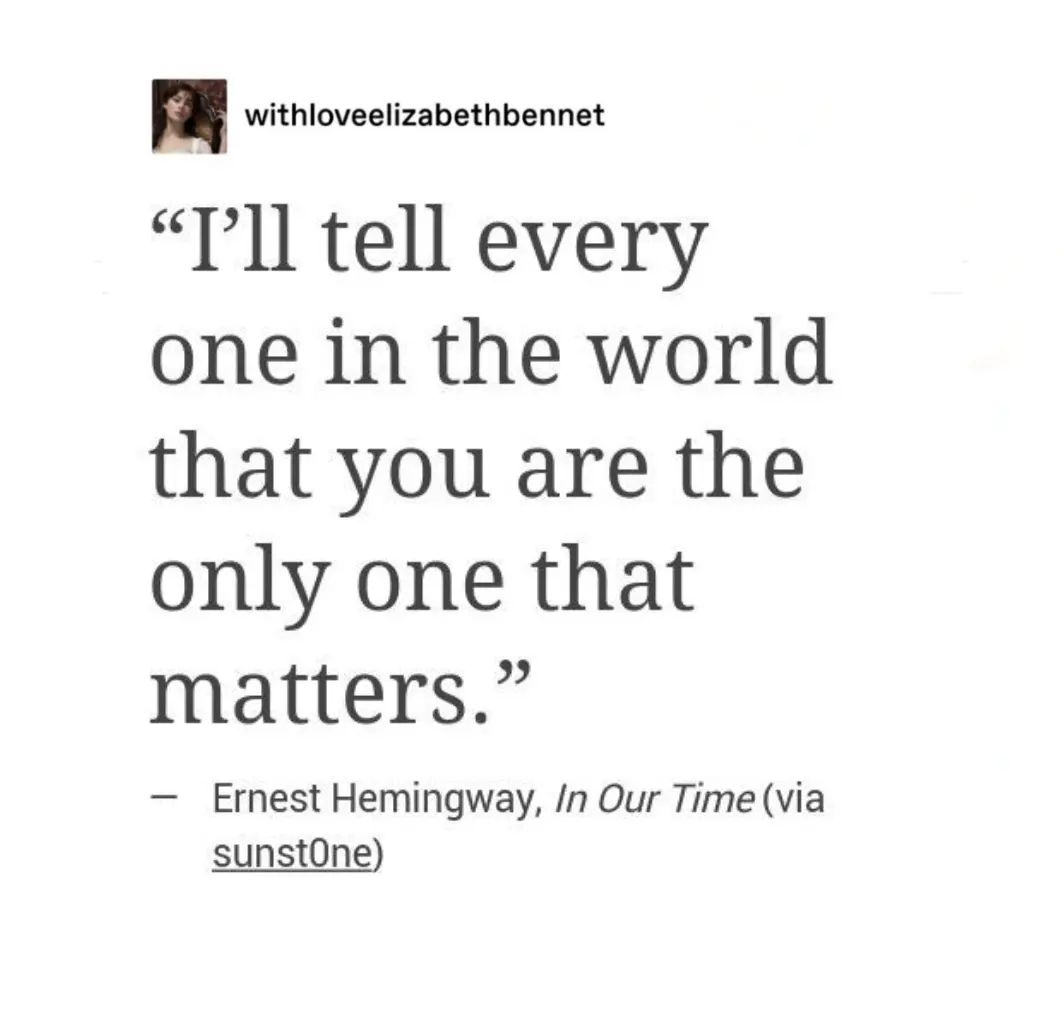 withloveelizabethbennet
“I’ll tell every
one in the world
that you are the
only one that
matters.”
— Ernest Hemingway, In Our Time (via
sunst0ne)